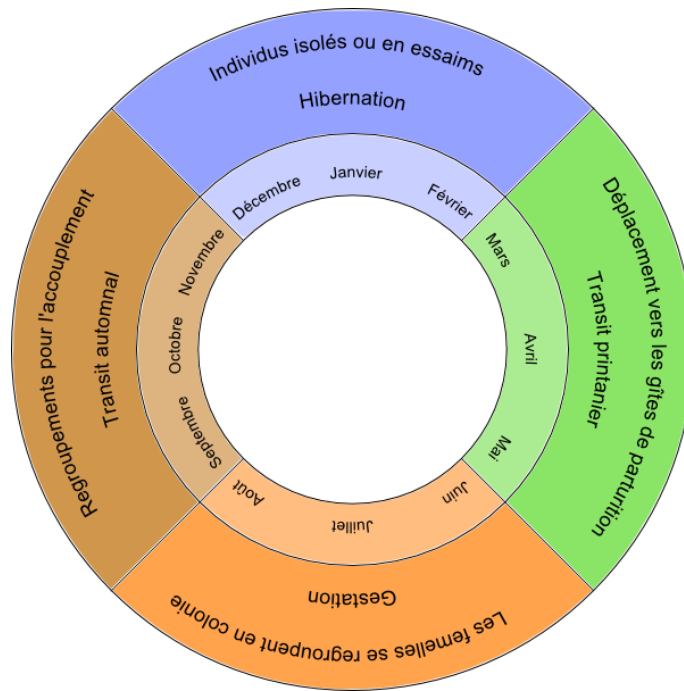 Individus isolés ou en essaims
Hibernation
Décembre
Janvier
Février
Déplacement vers les gîtes de parturition
Transit printanier
Mars
Avril
Mai
Les femelles se regroupent en colonie
Gestation
Juin
Juillet
Août
Regroupements pour l'accouplement
Transit automnal
Septembre
Octobre
Novembre